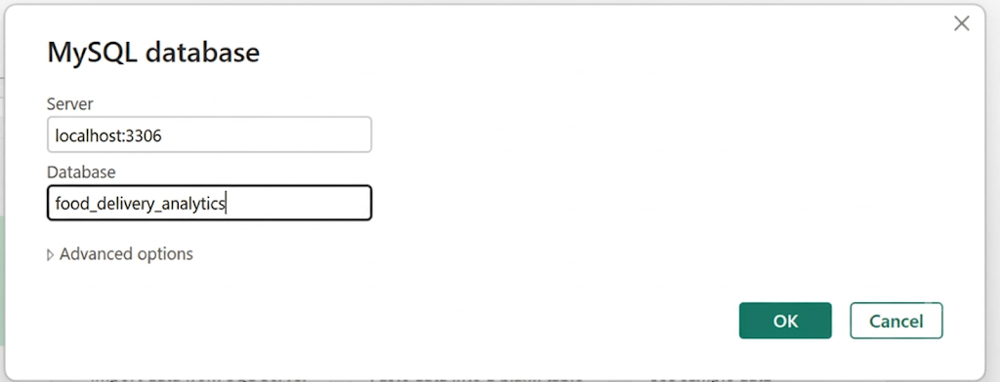 MySQL database
Server
localhost:3306
Database
food_delivery_analytics
Advanced options
OK
Cancel